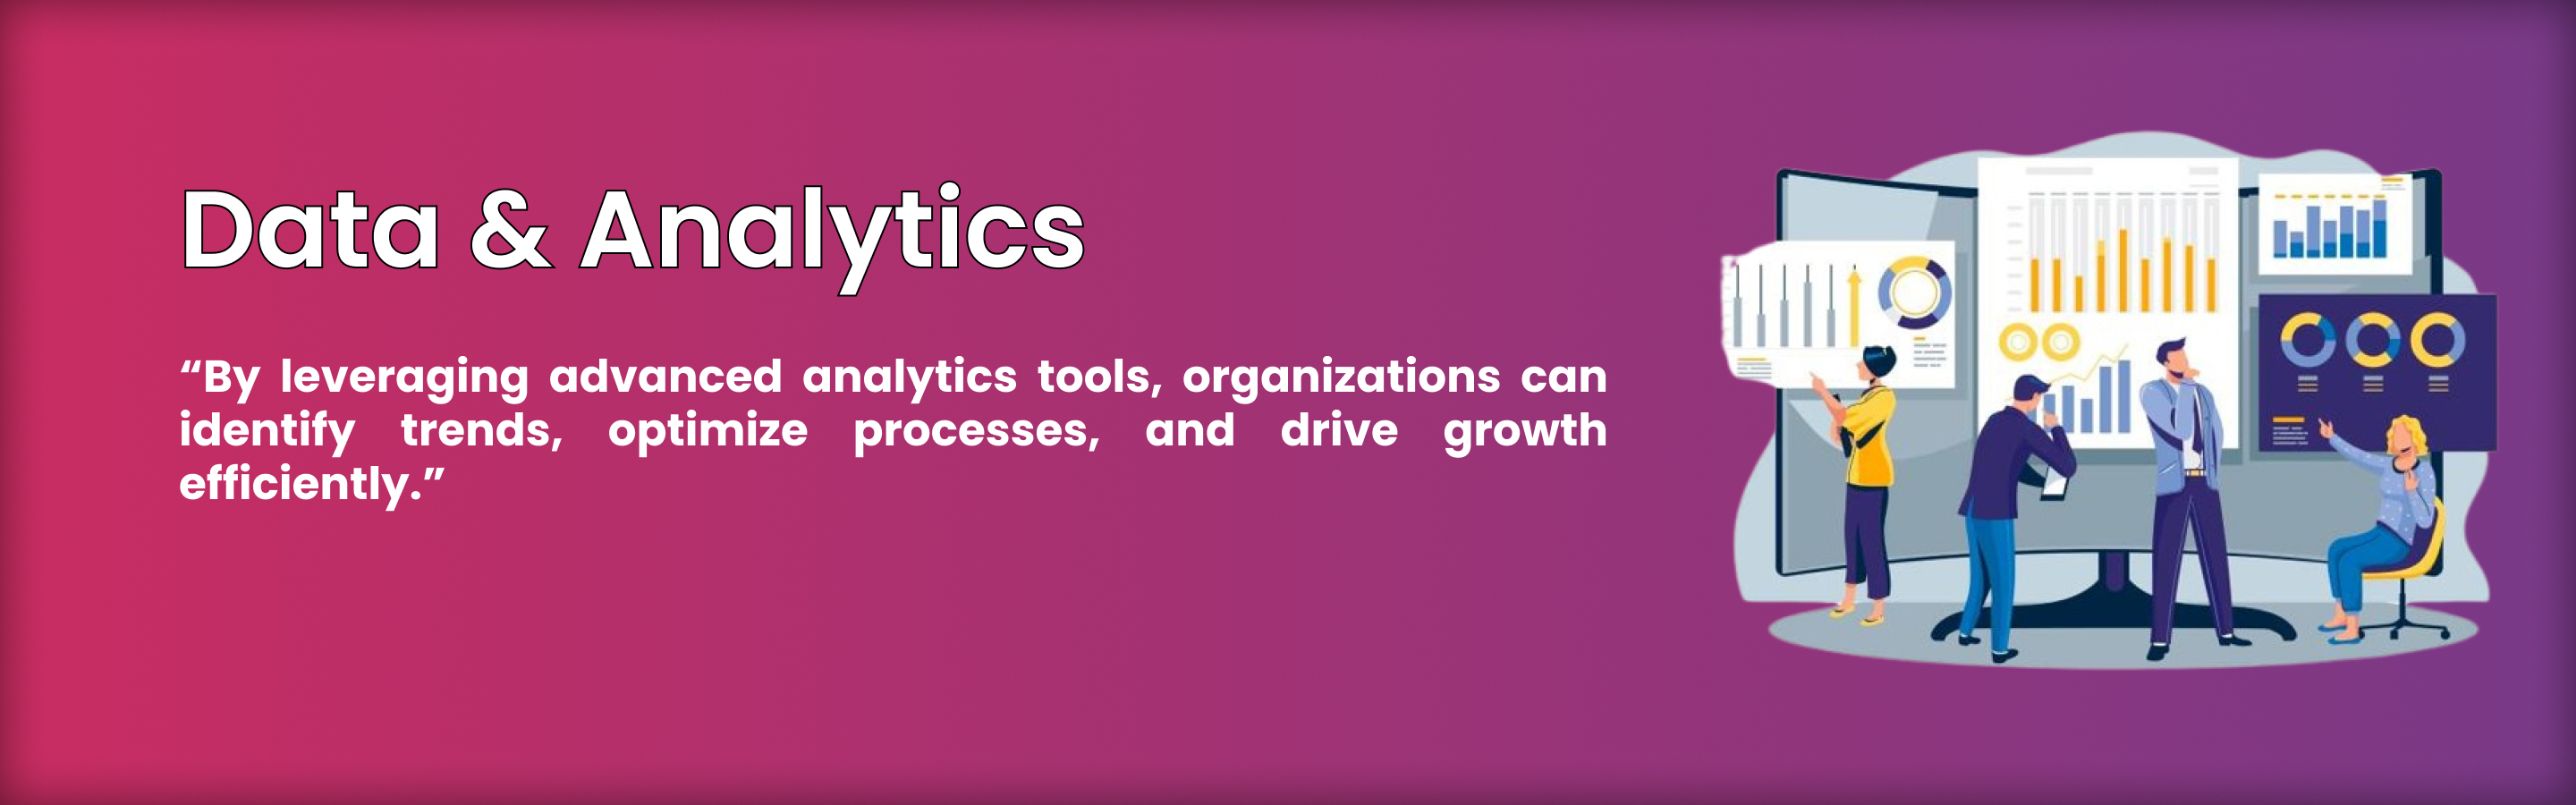 Data & Analytics
“By leveraging advanced analytics tools, organizations can
identify trends, optimize processes, and drive growth
efficiently.”